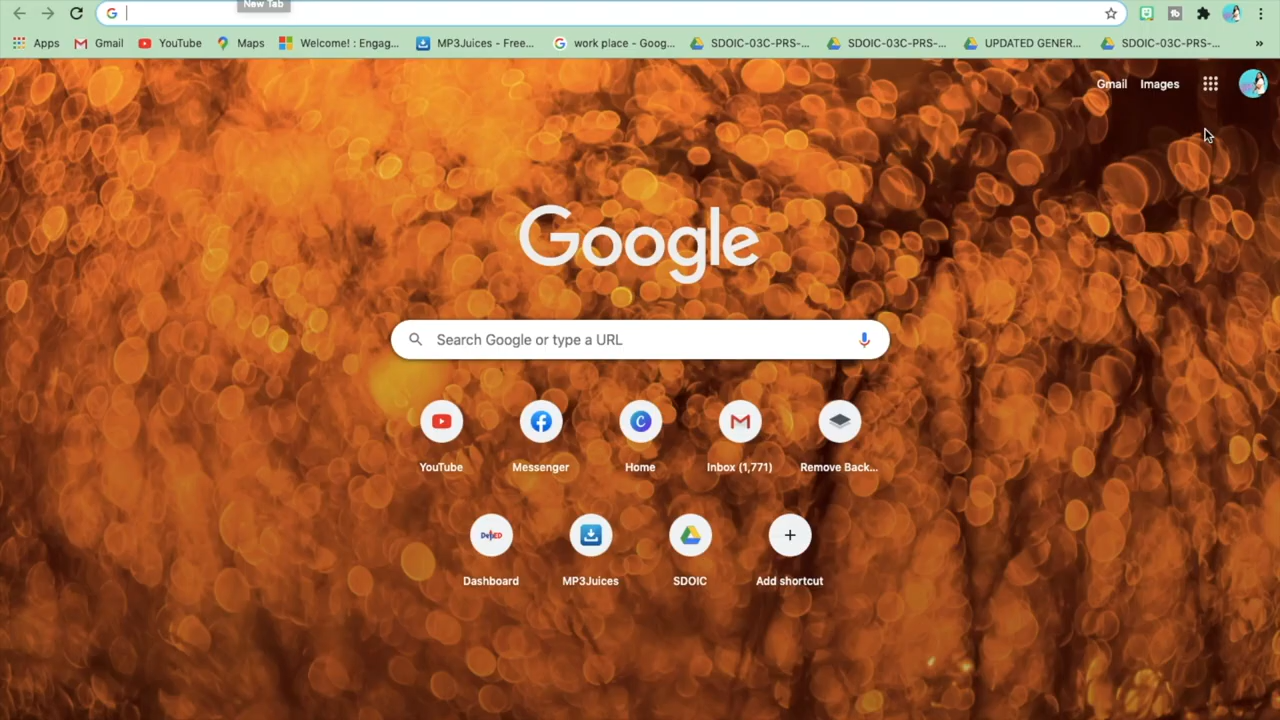 New Tab
Apps Gmail YouTube Maps Welcome! : Engag... MP3Juices - Free... work place - Goog... SDOIC-03C-PRS-... SDOIC-03C-PRS-... UPDATED GENER... SDOIC-03C-PRS-... »
Gmail Images
Google
Search Google or type a URL
YouTube Messenger Home Inbox (1,771) Remove Back...
DepED
Dashboard MP3Juices SDOIC Add shortcut